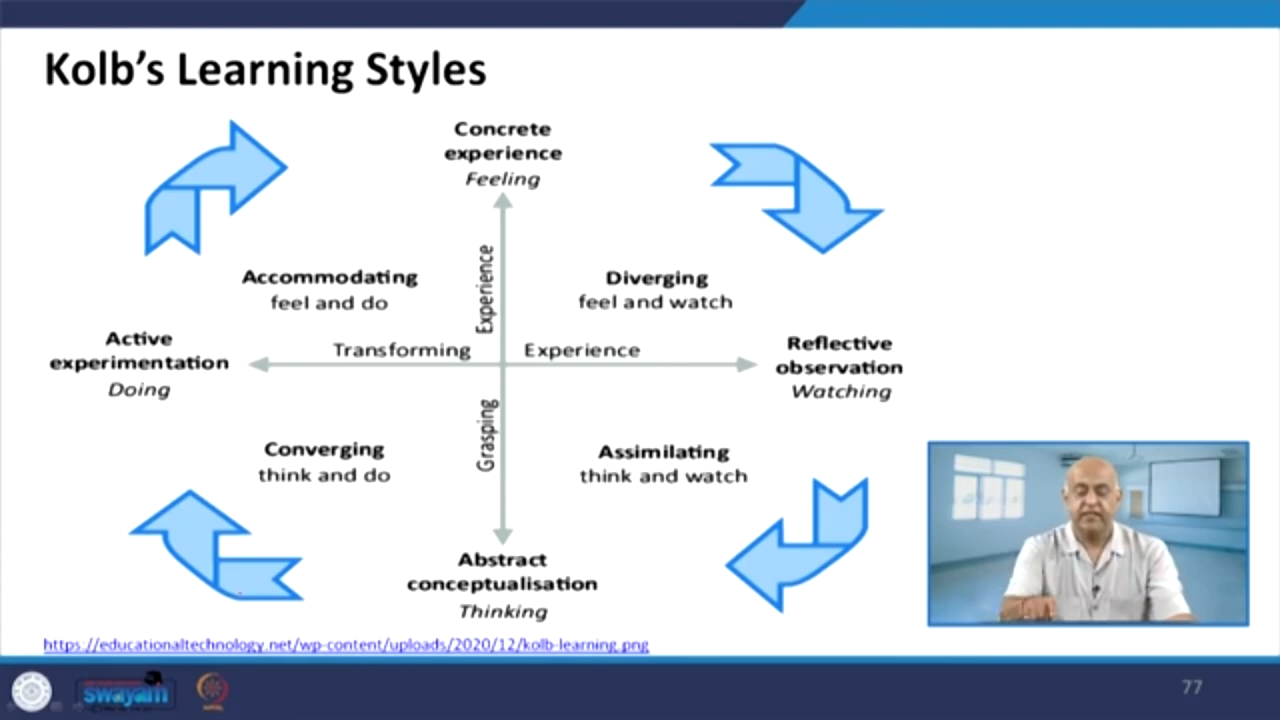 Kolb's Learning Styles
Concrete
experience
Feeling
Experience
Accommodating
feel and do
Diverging
feel and watch
Active
experimentation
Doing
Transforming
Experience
Reflective
observation
Watching
Grasping
Converging
think and do
Assimilating
think and watch
Abstract
conceptualisation
Thinking
https://educationaltechnology.net/wp-content/uploads/2020/12/kolb-learning.png
swayam
77